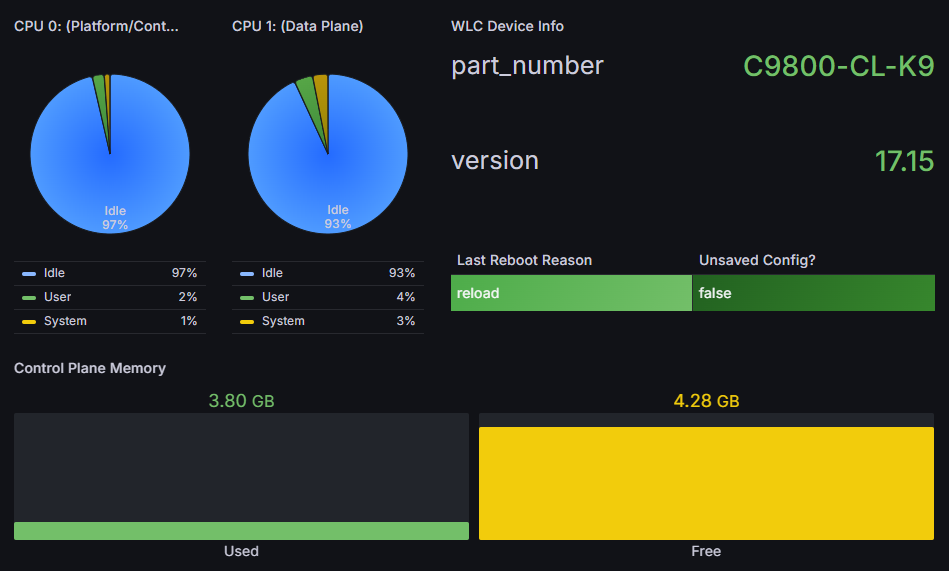 CPU 0: (Platform/Cont...
Idle
97%
Idle 97%
User 2%
System 1%
CPU 1: (Data Plane)
Idle
93%
Idle 93%
User 4%
System 3%
WLC Device Info
part_number C9800-CL-K9
version 17.15
Last Reboot Reason Unsaved Config?
reload false
Control Plane Memory
3.80 GB
Used
4.28 GB
Free